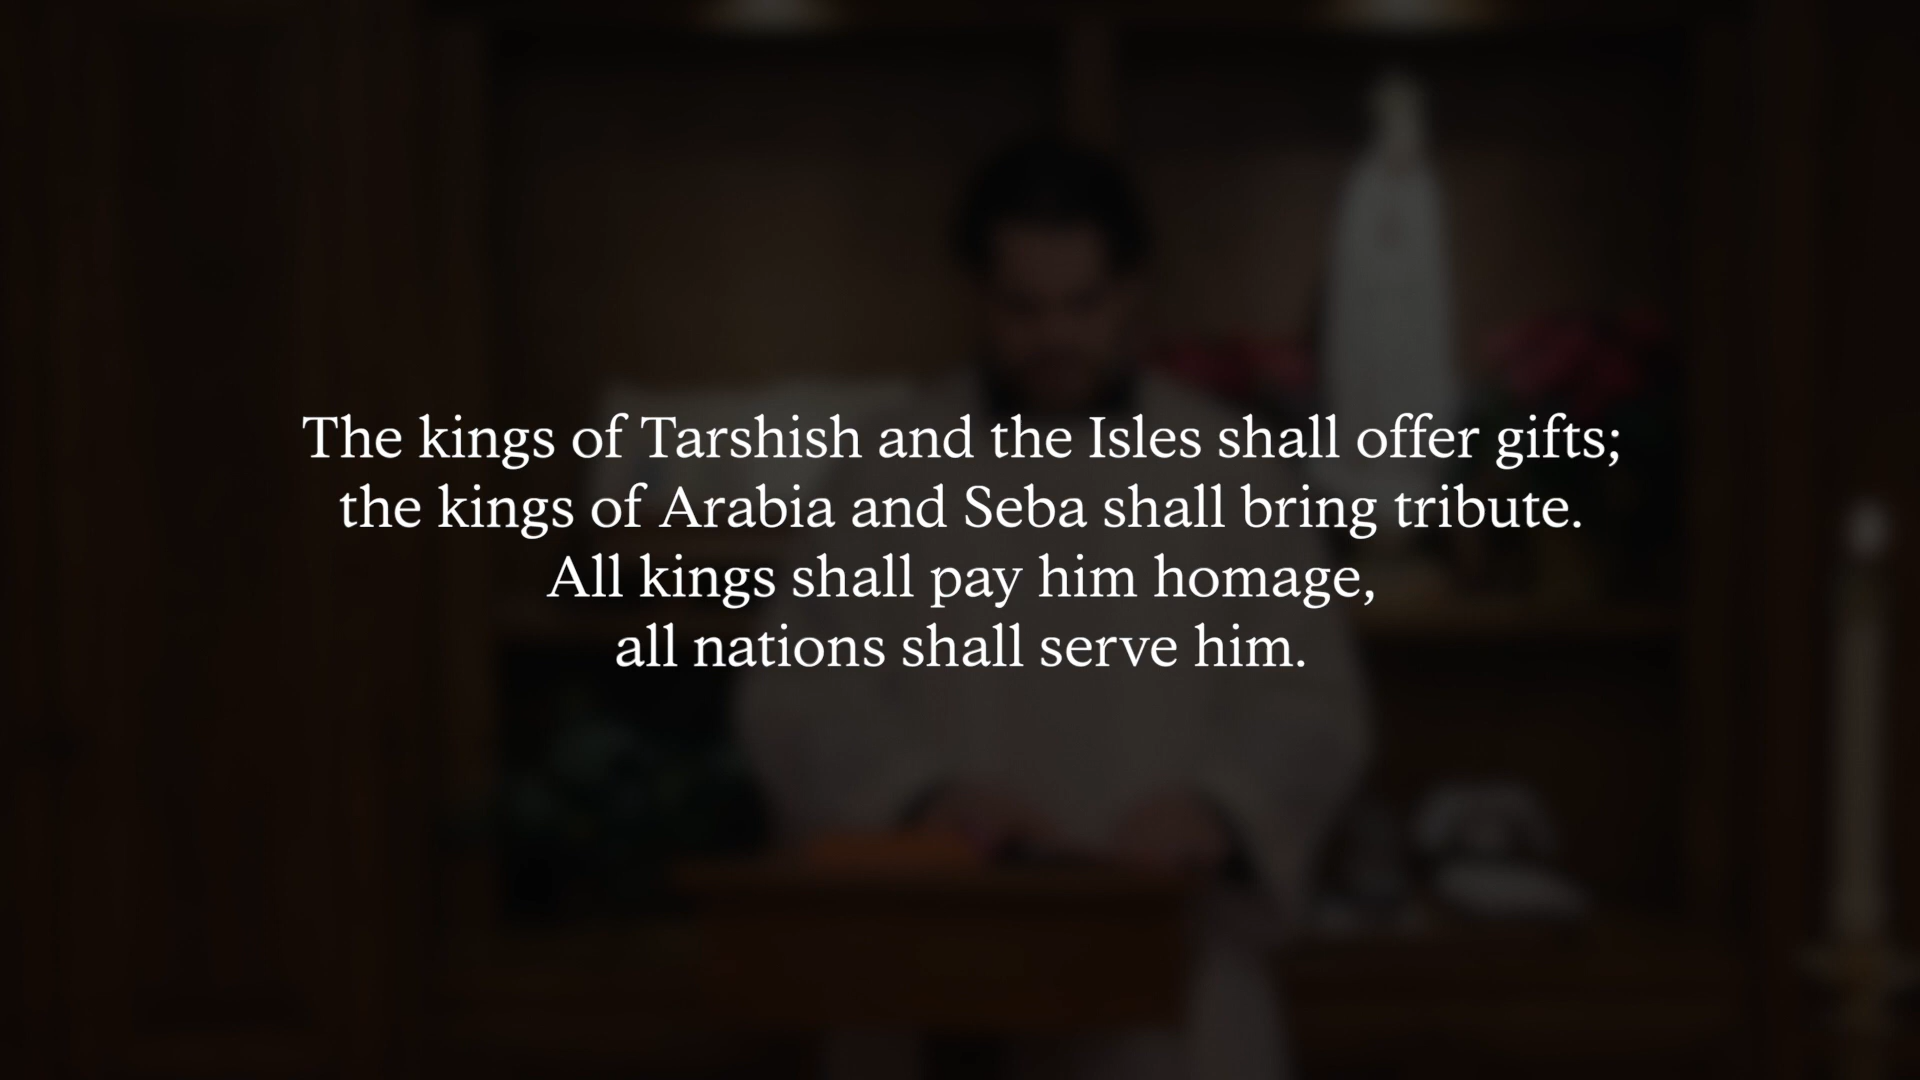 The kings of Tarshish and the Isles shall offer gifts;
the kings of Arabia and Seba shall bring tribute.
All kings shall pay him homage,
all nations shall serve him.